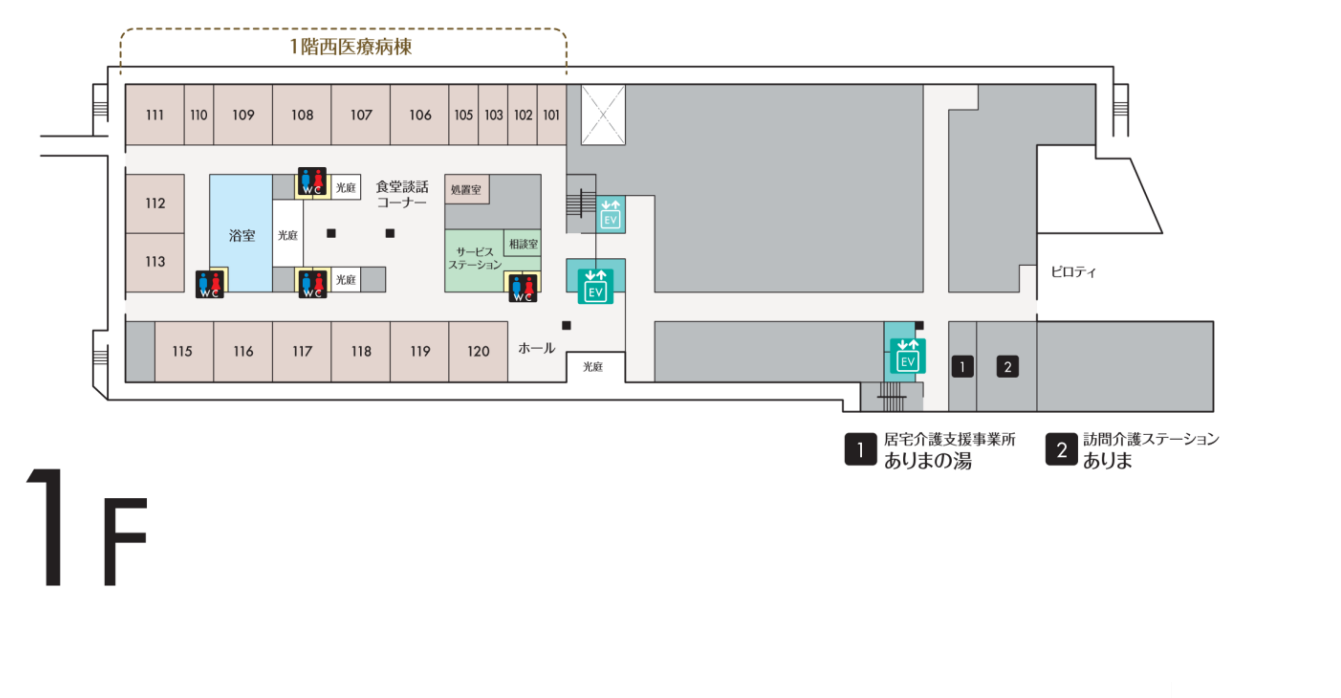 1階西医療病棟
111
110
109
108
107
106
105
103
102
101
112
WC
光庭
食堂談話
コーナー
処置室
浴室
光庭
EV
113
サービス
ステーション
相談室
WC
WC
光庭
WC
EV
ピロティ
115
116
117
118
119
120
ホール
光庭
EV
1
2
1 居宅介護支援事業所
ありまの湯
2 訪問介護ステーション
ありま
1F